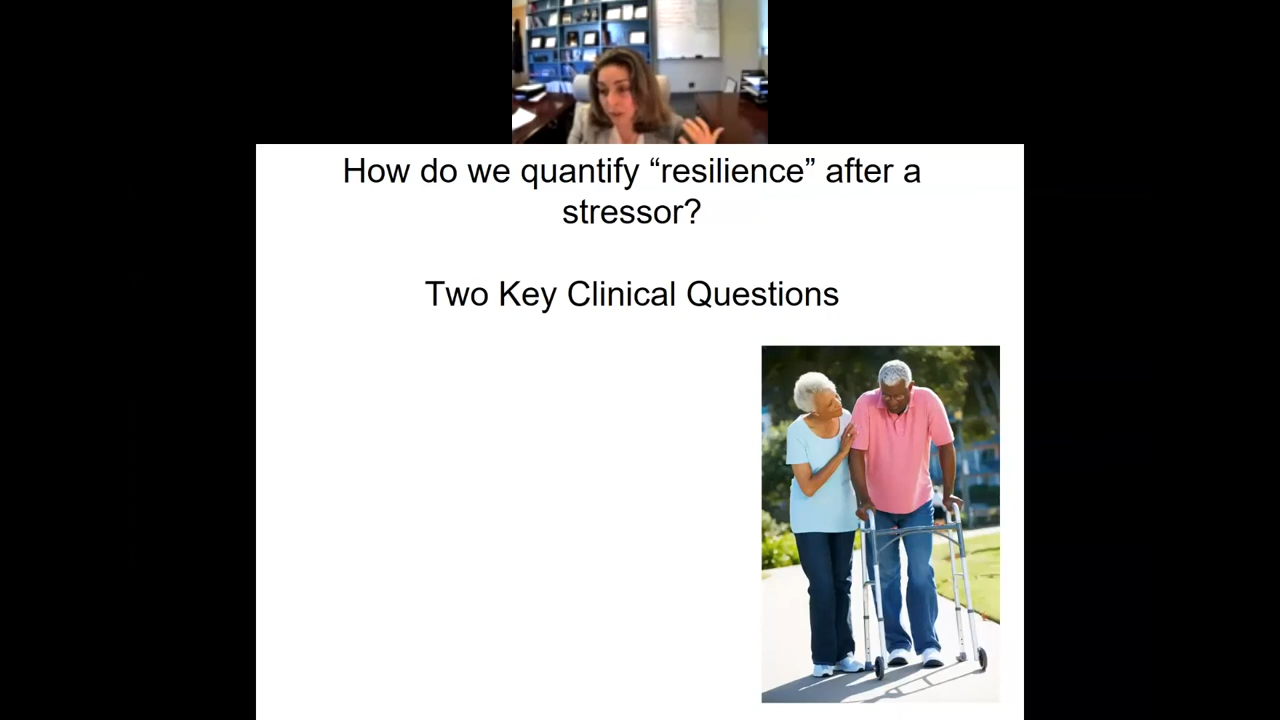 How do we quantify “resilience” after a
stressor?
Two Key Clinical Questions